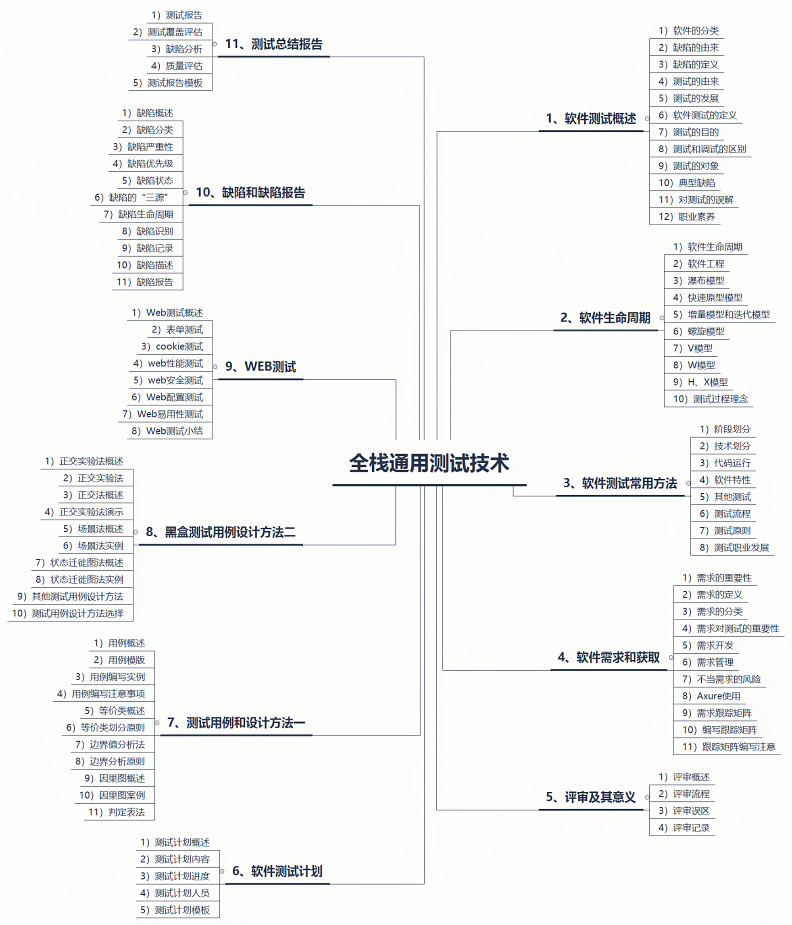 全栈通用测试技术
1、软件测试概述
1）软件的分类
2）缺陷的由来
3）缺陷的定义
4）测试的由来
5）测试的发展
6）软件测试的定义
7）测试的目的
8）测试和调试的区别
9）测试的对象
10）典型缺陷
11）对测试的误解
12）职业素养
2、软件生命周期
1）软件生命周期
2）软件工程
3）瀑布模型
4）快速原型模型
5）增量模型和迭代模型
6）螺旋模型
7）V模型
8）W模型
9）H、X模型
10）测试过程理念
3、软件测试常用方法
1）阶段划分
2）技术划分
3）代码运行
4）软件特性
5）其他测试
6）测试流程
7）测试原则
8）测试职业发展
4、软件需求和获取
1）需求的重要性
2）需求的定义
3）需求的分类
4）需求对测试的重要性
5）需求开发
6）需求管理
7）不当需求的风险
8）Axure使用
9）需求跟踪矩阵
10）编写跟踪矩阵
11）跟踪矩阵编写注意
5、评审及其意义
1）评审概述
2）评审流程
3）评审误区
4）评审记录
6、软件测试计划
1）测试计划概述
2）测试计划内容
3）测试计划进度
4）测试计划人员
5）测试计划模板
7、测试用例和设计方法一
1）用例概述
2）用例模版
3）用例编写实例
4）用例编写注意事项
5）等价类概述
6）等价类划分原则
7）边界值分析法
8）边界分析原则
9）因果图概述
10）因果图案例
11）判定表法
8、黑盒测试用例设计方法二
1）正交实验法概述
2）正交实验法
3）正交法概述
4）正交实验法演示
5）场景法概述
6）场景法实例
7）状态迁徙图法概述
8）状态迁徙图法实例
9）其他测试用例设计方法
10）测试用例设计方法选择
9、WEB测试
1）Web测试概述
2）表单测试
3）cookie测试
4）web性能测试
5）web安全测试
6）Web配置测试
7）Web易用性测试
8）Web测试小结
10、缺陷和缺陷报告
1）缺陷概述
2）缺陷分类
3）缺陷严重性
4）缺陷优先级
5）缺陷状态
6）缺陷的“三源”
7）缺陷生命周期
8）缺陷识别
9）缺陷记录
10）缺陷描述
11）缺陷报告
11、测试总结报告
1）测试报告
2）测试覆盖评估
3）缺陷分析
4）质量评估
5）测试报告模板